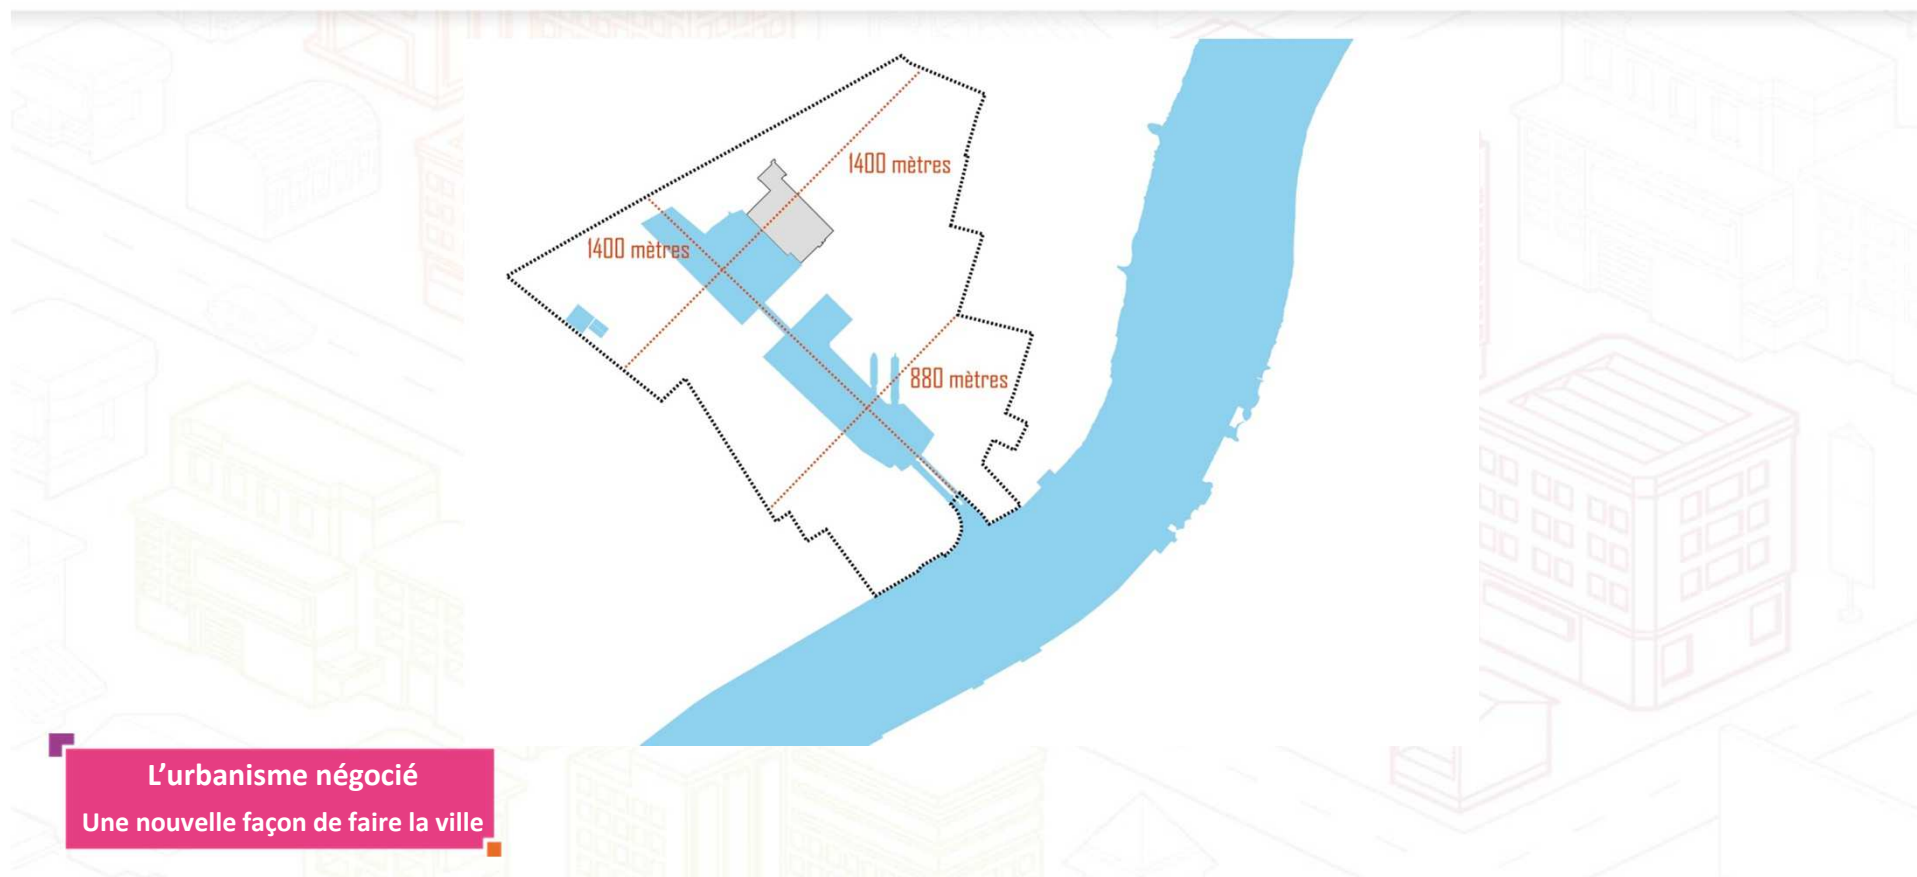 1400 mètres
1400 mètres
880 mètres
L’urbanisme négocié
Une nouvelle façon de faire la ville